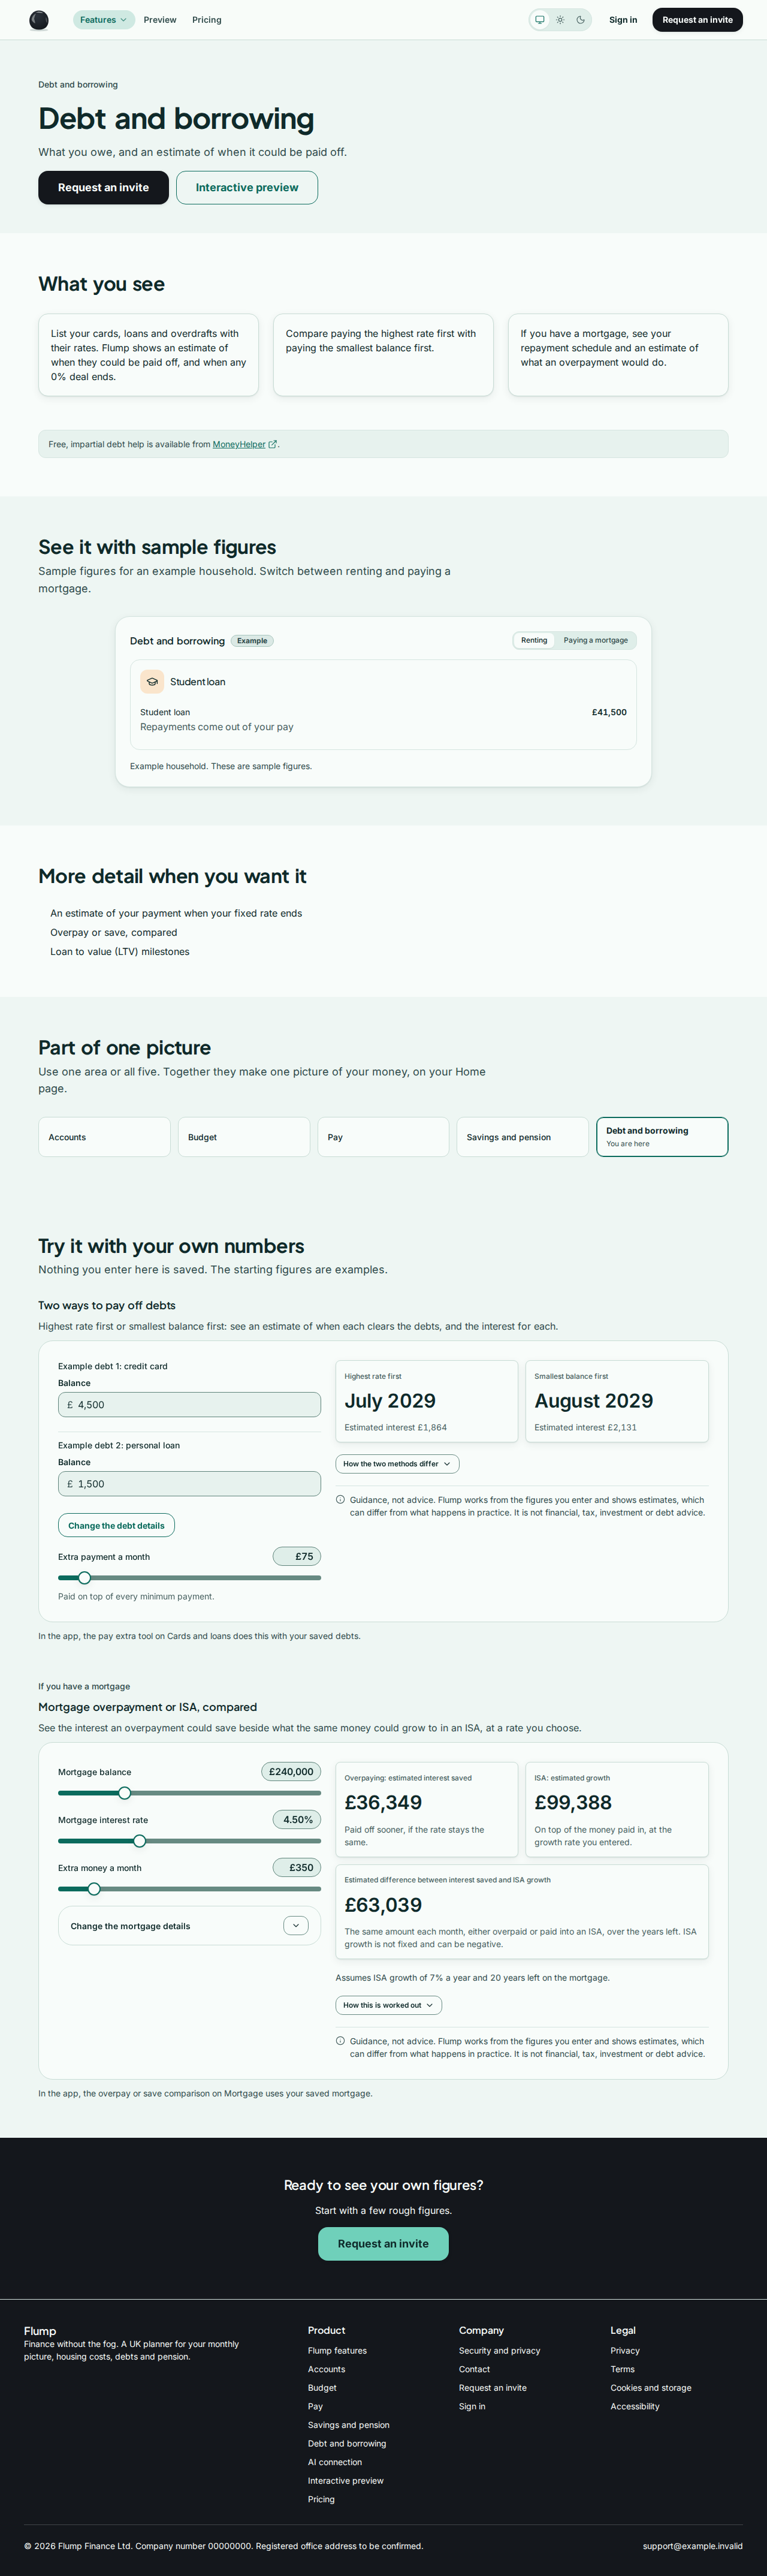 Features
Preview
Pricing
Sign in
Request an invite
Debt and borrowing
Debt and borrowing
What you owe, and an estimate of when it could be paid off.
Request an invite
Interactive preview
What you see
List your cards, loans and overdrafts with
their rates. Flump shows an estimate of
when they could be paid off, and when any
0% deal ends.
Compare paying the highest rate first with
paying the smallest balance first.
If you have a mortgage, see your
repayment schedule and an estimate of
what an overpayment would do.
Free, impartial debt help is available from MoneyHelper.
See it with sample figures
Sample figures for an example household. Switch between renting and paying a
mortgage.
Debt and borrowing
Example
Renting
Paying a mortgage
Student loan
Student loan
£41,500
Repayments come out of your pay
Example household. These are sample figures.
More detail when you want it
An estimate of your payment when your fixed rate ends
Overpay or save, compared
Loan to value (LTV) milestones
Part of one picture
Use one area or all five. Together they make one picture of your money, on your Home
page.
Accounts
Budget
Pay
Savings and pension
Debt and borrowing
You are here
Try it with your own numbers
Nothing you enter here is saved. The starting figures are examples.
Two ways to pay off debts
Highest rate first or smallest balance first: see an estimate of when each clears the debts, and the interest for each.
Example debt 1: credit card
Balance
£ 4,500
Example debt 2: personal loan
Balance
£ 1,500
Change the debt details
Extra payment a month
£75
Paid on top of every minimum payment.
Highest rate first
July 2029
Estimated interest £1,864
Smallest balance first
August 2029
Estimated interest £2,131
How the two methods differ
Guidance, not advice. Flump works from the figures you enter and shows estimates, which
can differ from what happens in practice. It is not financial, tax, investment or debt advice.
In the app, the pay extra tool on Cards and loans does this with your saved debts.
If you have a mortgage
Mortgage overpayment or ISA, compared
See the interest an overpayment could save beside what the same money could grow to in an ISA, at a rate you choose.
Mortgage balance
£240,000
Mortgage interest rate
4.50%
Extra money a month
£350
Change the mortgage details
Overpaying: estimated interest saved
£36,349
Paid off sooner, if the rate stays the
same.
ISA: estimated growth
£99,388
On top of the money paid in, at the
growth rate you entered.
Estimated difference between interest saved and ISA growth
£63,039
The same amount each month, either overpaid or paid into an ISA, over the years left. ISA
growth is not fixed and can be negative.
Assumes ISA growth of 7% a year and 20 years left on the mortgage.
How this is worked out
Guidance, not advice. Flump works from the figures you enter and shows estimates, which
can differ from what happens in practice. It is not financial, tax, investment or debt advice.
In the app, the overpay or save comparison on Mortgage uses your saved mortgage.
Ready to see your own figures?
Start with a few rough figures.
Request an invite
Flump
Finance without the fog. A UK planner for your monthly
picture, housing costs, debts and pension.
Product
Flump features
Accounts
Budget
Pay
Savings and pension
Debt and borrowing
AI connection
Interactive preview
Pricing
Company
Security and privacy
Contact
Request an invite
Sign in
Legal
Privacy
Terms
Cookies and storage
Accessibility
© 2026 Flump Finance Ltd. Company number 00000000. Registered office address to be confirmed.
support@example.invalid